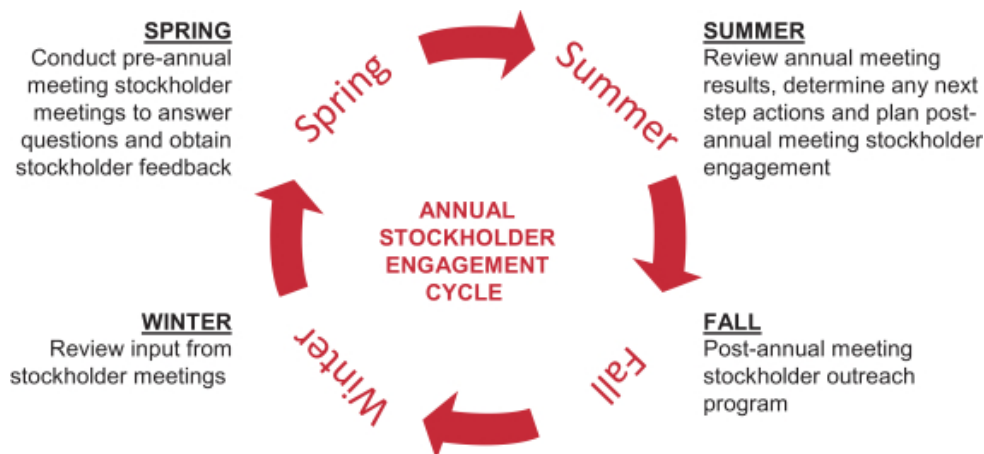 SPRING
Conduct pre-annual
meeting stockholder
meetings to answer
questions and obtain
stockholder feedback
Spring
Summer
SUMMER
Review annual meeting
results, determine any next
step actions and plan post-
annual meeting stockholder
engagement
ANNUAL
STOCKHOLDER
ENGAGEMENT
CYCLE
WINTER
Review input from
stockholder meetings
Winter
Fall
FALL
Post-annual meeting
stockholder outreach
program